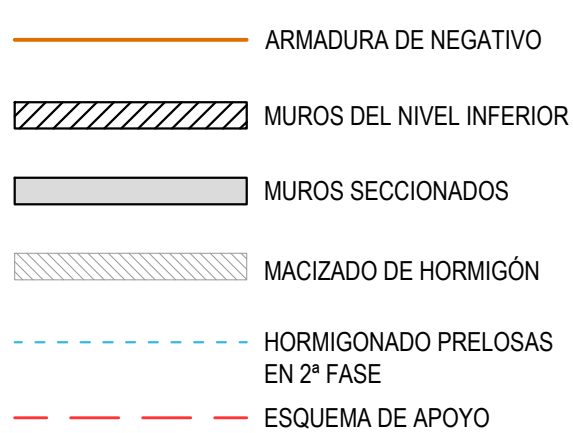 ARMADURA DE NEGATIVO
MUROS DEL NIVEL INFERIOR
MUROS SECCIONADOS
MACIZADO DE HORMIGÓN
HORMIGONADO PRELOSAS
EN 2ª FASE
ESQUEMA DE APOYO